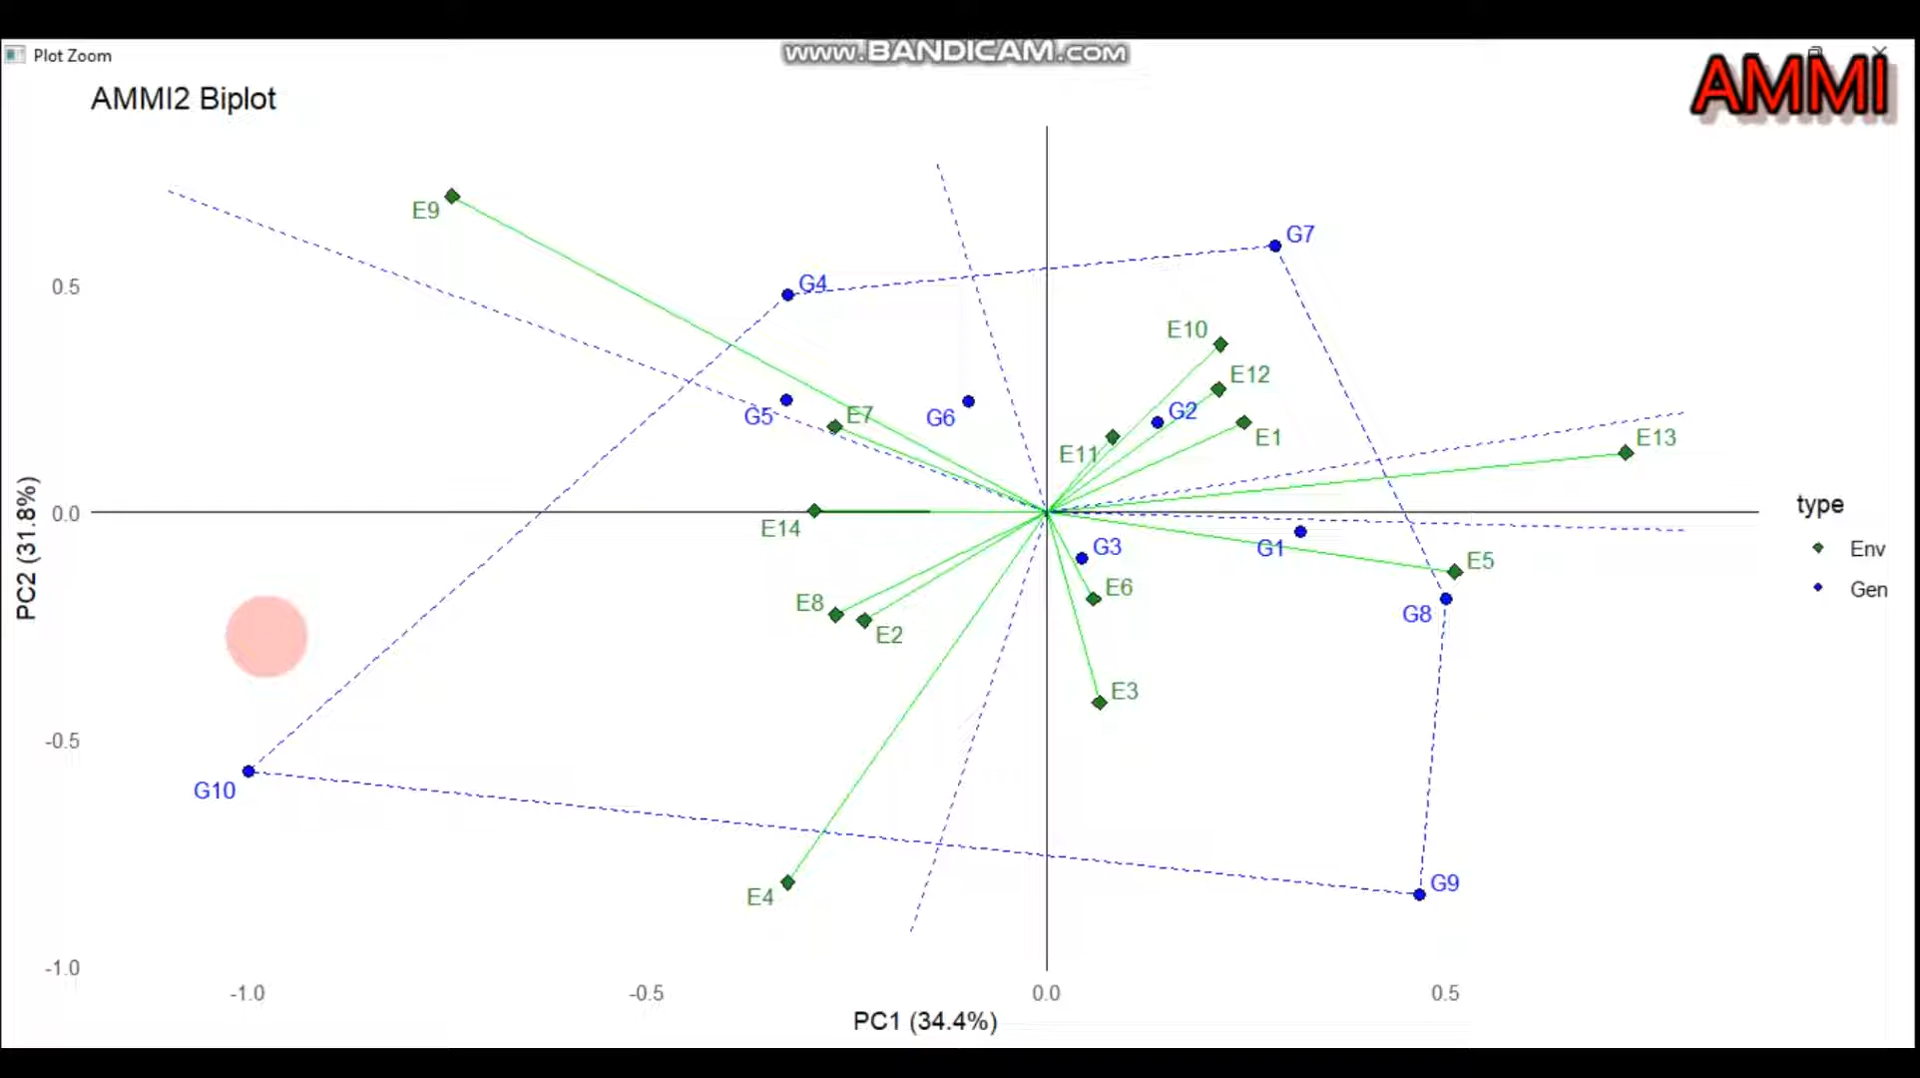 Plot Zoom
www.BANDICAM.com
AMMI
AMMI2 Biplot
E9
G7
0.5
G4
E10
E12
G5
E7
G6
G2
E11
E1
E13
type
0.0
E14
G3
G1
E5
Env
E6
Gen
E8
G8
E2
PC2 (31.8%)
E3
-0.5
G10
E4
G9
-1.0
-1.0
-0.5
0.0
0.5
PC1 (34.4%)